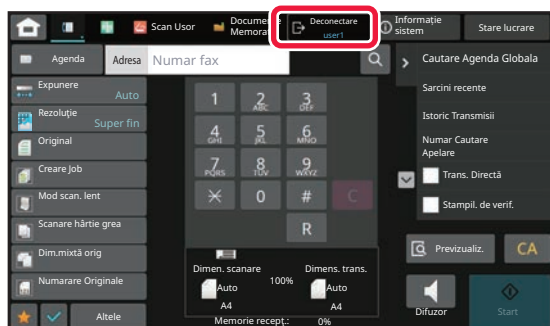 Scan Usor
Documente
Memorat
Deconectare
user1
Informație
sistem
Stare lucrare
Agenda
Adresa
Numar fax
Cautare Agenda Globala
Expunere
Auto
Rezoluție
Super fin
Original
Creare Job
Mod scan. lent
Scanare hârtie grea
Dim.mixtă orig
Numarare Originale
Altele
1
2
ABC
3
DEF
4
GHI
5
JKL
6
MNO
7
PQRS
8
TUV
9
WXYZ
0
#
C
R
Dimen. scanare
Dimens. trans.
100%
Auto
Auto
A4
A4
Memorie recepț.: 0%
Sarcini recente
Istoric Transmisii
Numar Cautare
Apelare
Trans. Directă
Stampil. de verif.
Previzualiz.
CA
Difuzor
Start